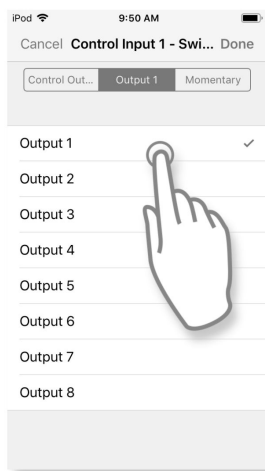 iPod 9:50 AM
Cancel Control Input 1 - Swi... Done
Control Out... Output 1 Momentary
Output 1
Output 2
Output 3
Output 4
Output 5
Output 6
Output 7
Output 8